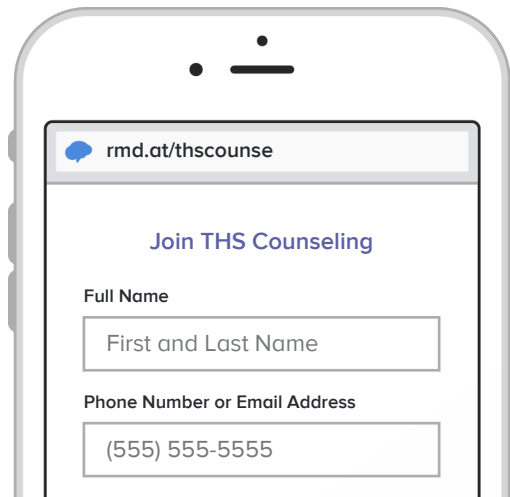 rmd.at/thscounse
Join THS Counseling
Full Name
First and Last Name
Phone Number or Email Address
(555) 555-5555